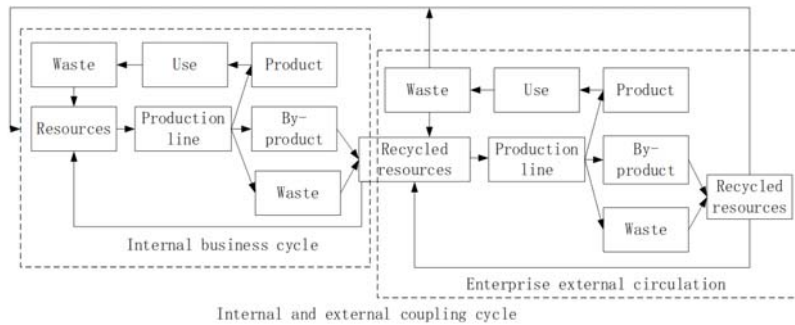 Waste
Use
Product
Resources
Production
line
By-
product
Waste
Internal business cycle
Waste
Use
Product
Recycled
resources
Production
line
By-
product
Waste
Recycled
resources
Enterprise external circulation
Internal and external coupling cycle